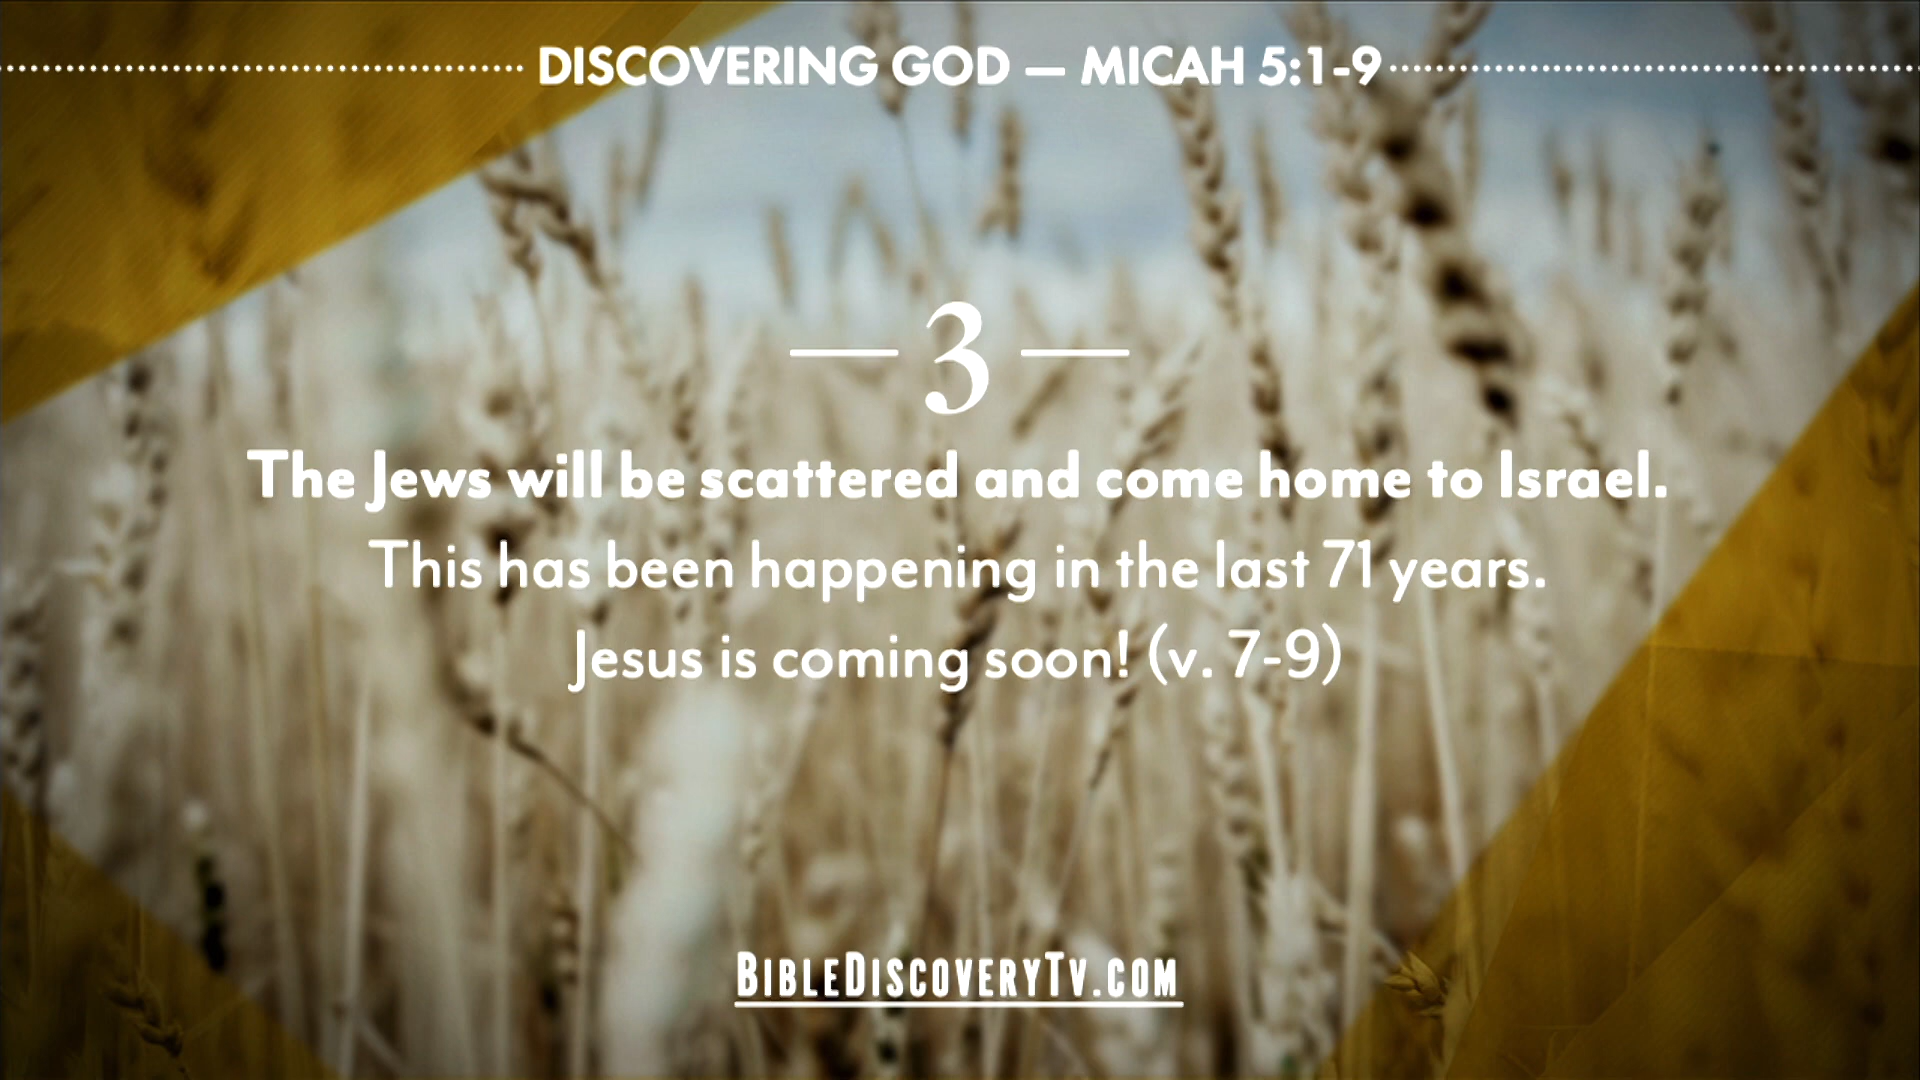 DISCOVERING GOD — MICAH 5:1-9
— 3 —
The Jews will be scattered and come home to Israel.
This has been happening in the last 71 years.
Jesus is coming soon! (v. 7-9)
BIBLEDISCOVERYTV.COM